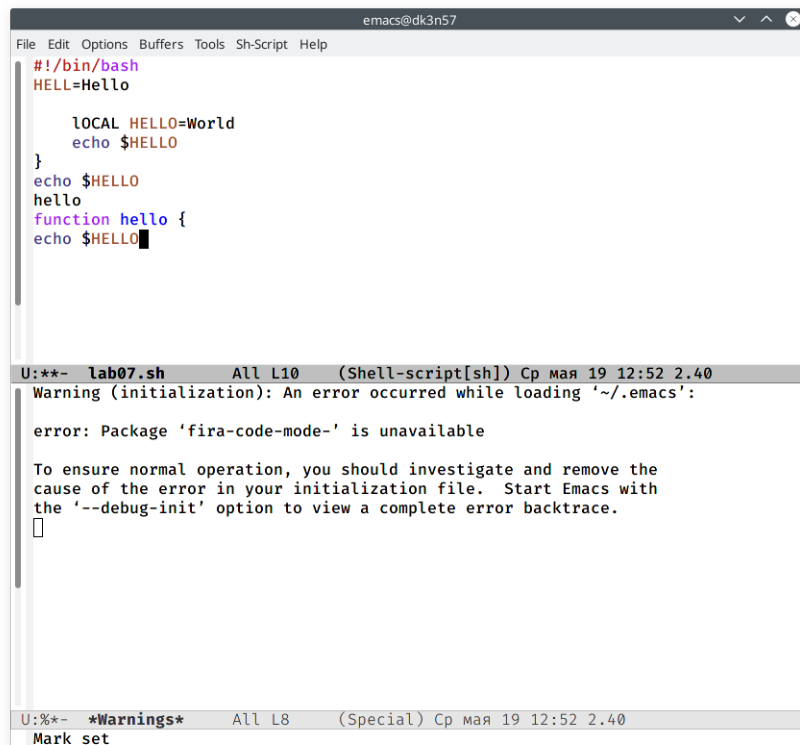 emacs@dk3n57
File Edit Options Buffers Tools Sh-Script Help
#!/bin/bash
HELL=Hello
lOCAL HELLO=World
echo $HELLO
}
echo $HELLO
hello
function hello {
echo $HELLO
U:**- lab07.sh All L10 (Shell-script[sh]) Ср мая 19 12:52 2.40
Warning (initialization): An error occurred while loading ‘~/.emacs’:
error: Package ‘fira-code-mode-’ is unavailable
To ensure normal operation, you should investigate and remove the
cause of the error in your initialization file. Start Emacs with
the ‘--debug-init’ option to view a complete error backtrace.
U:%*- *Warnings* All L8 (Special) Ср мая 19 12:52 2.40
Mark set